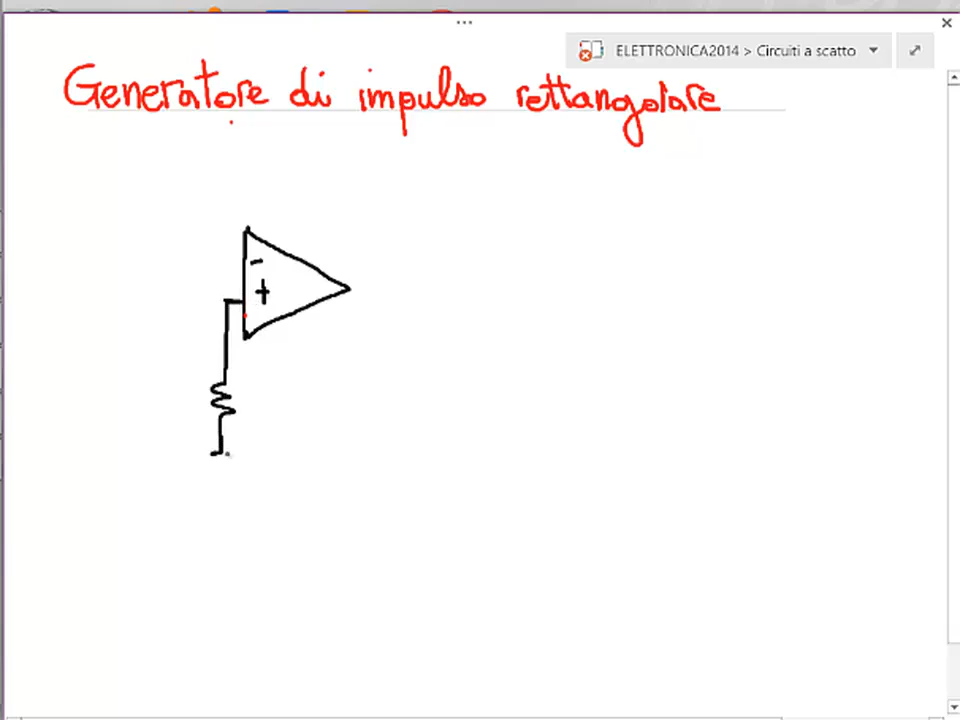 ELETTRONICA2014 > Circuiti a scatto
Generatore di impulso rettangolare
-
+